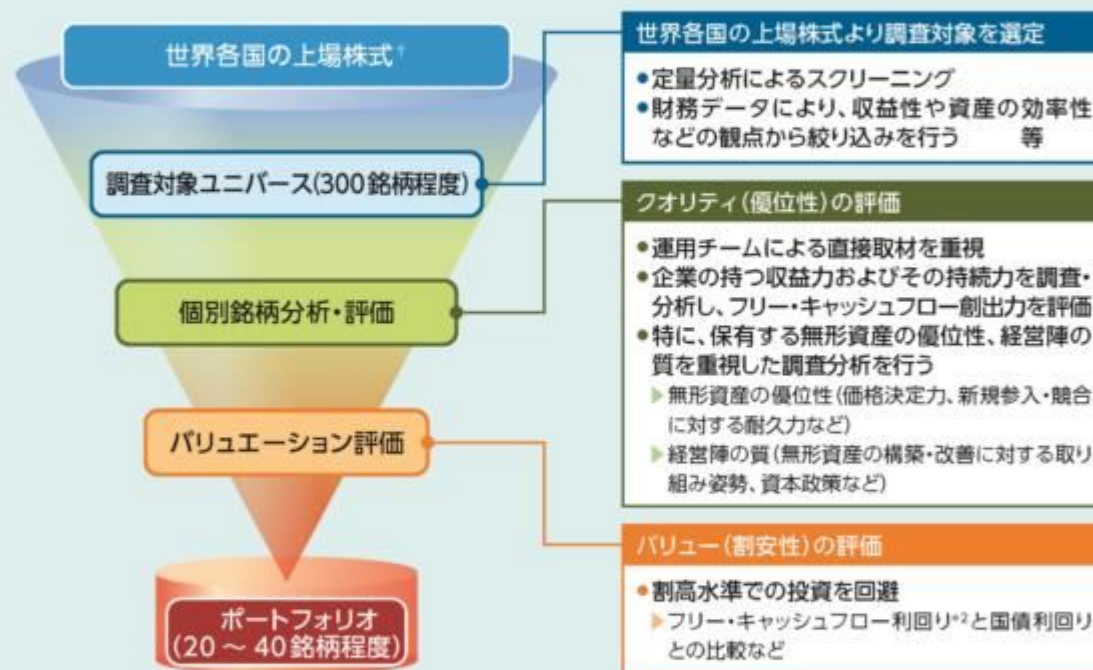 世界各国の上場株式†
調査対象ユニバース(300銘柄程度)
個別銘柄分析・評価
バリュエーション評価
ポートフォリオ
(20～40銘柄程度)
世界各国の上場株式より調査対象を選定
●定量分析によるスクリーニング
●財務データにより、収益性や資産の効率性
などの観点から絞り込みを行う　　等
クオリティ(優位性)の評価
●運用チームによる直接取材を重視
●企業の持つ収益力およびその持続力を調査・
分析し、フリー・キャッシュフロー創出力を評価
●特に、保有する無形資産の優位性、経営陣の
質を重視した調査分析を行う
▶無形資産の優位性(価格決定力、新規参入・競合
に対する耐久力など)
▶経営陣の質(無形資産の構築・改善に対する取り
組み姿勢、資本政策など)
バリュー(割安性)の評価
●割高水準での投資を回避
▶フリー・キャッシュフロー利回り*2と国債利回り
との比較など